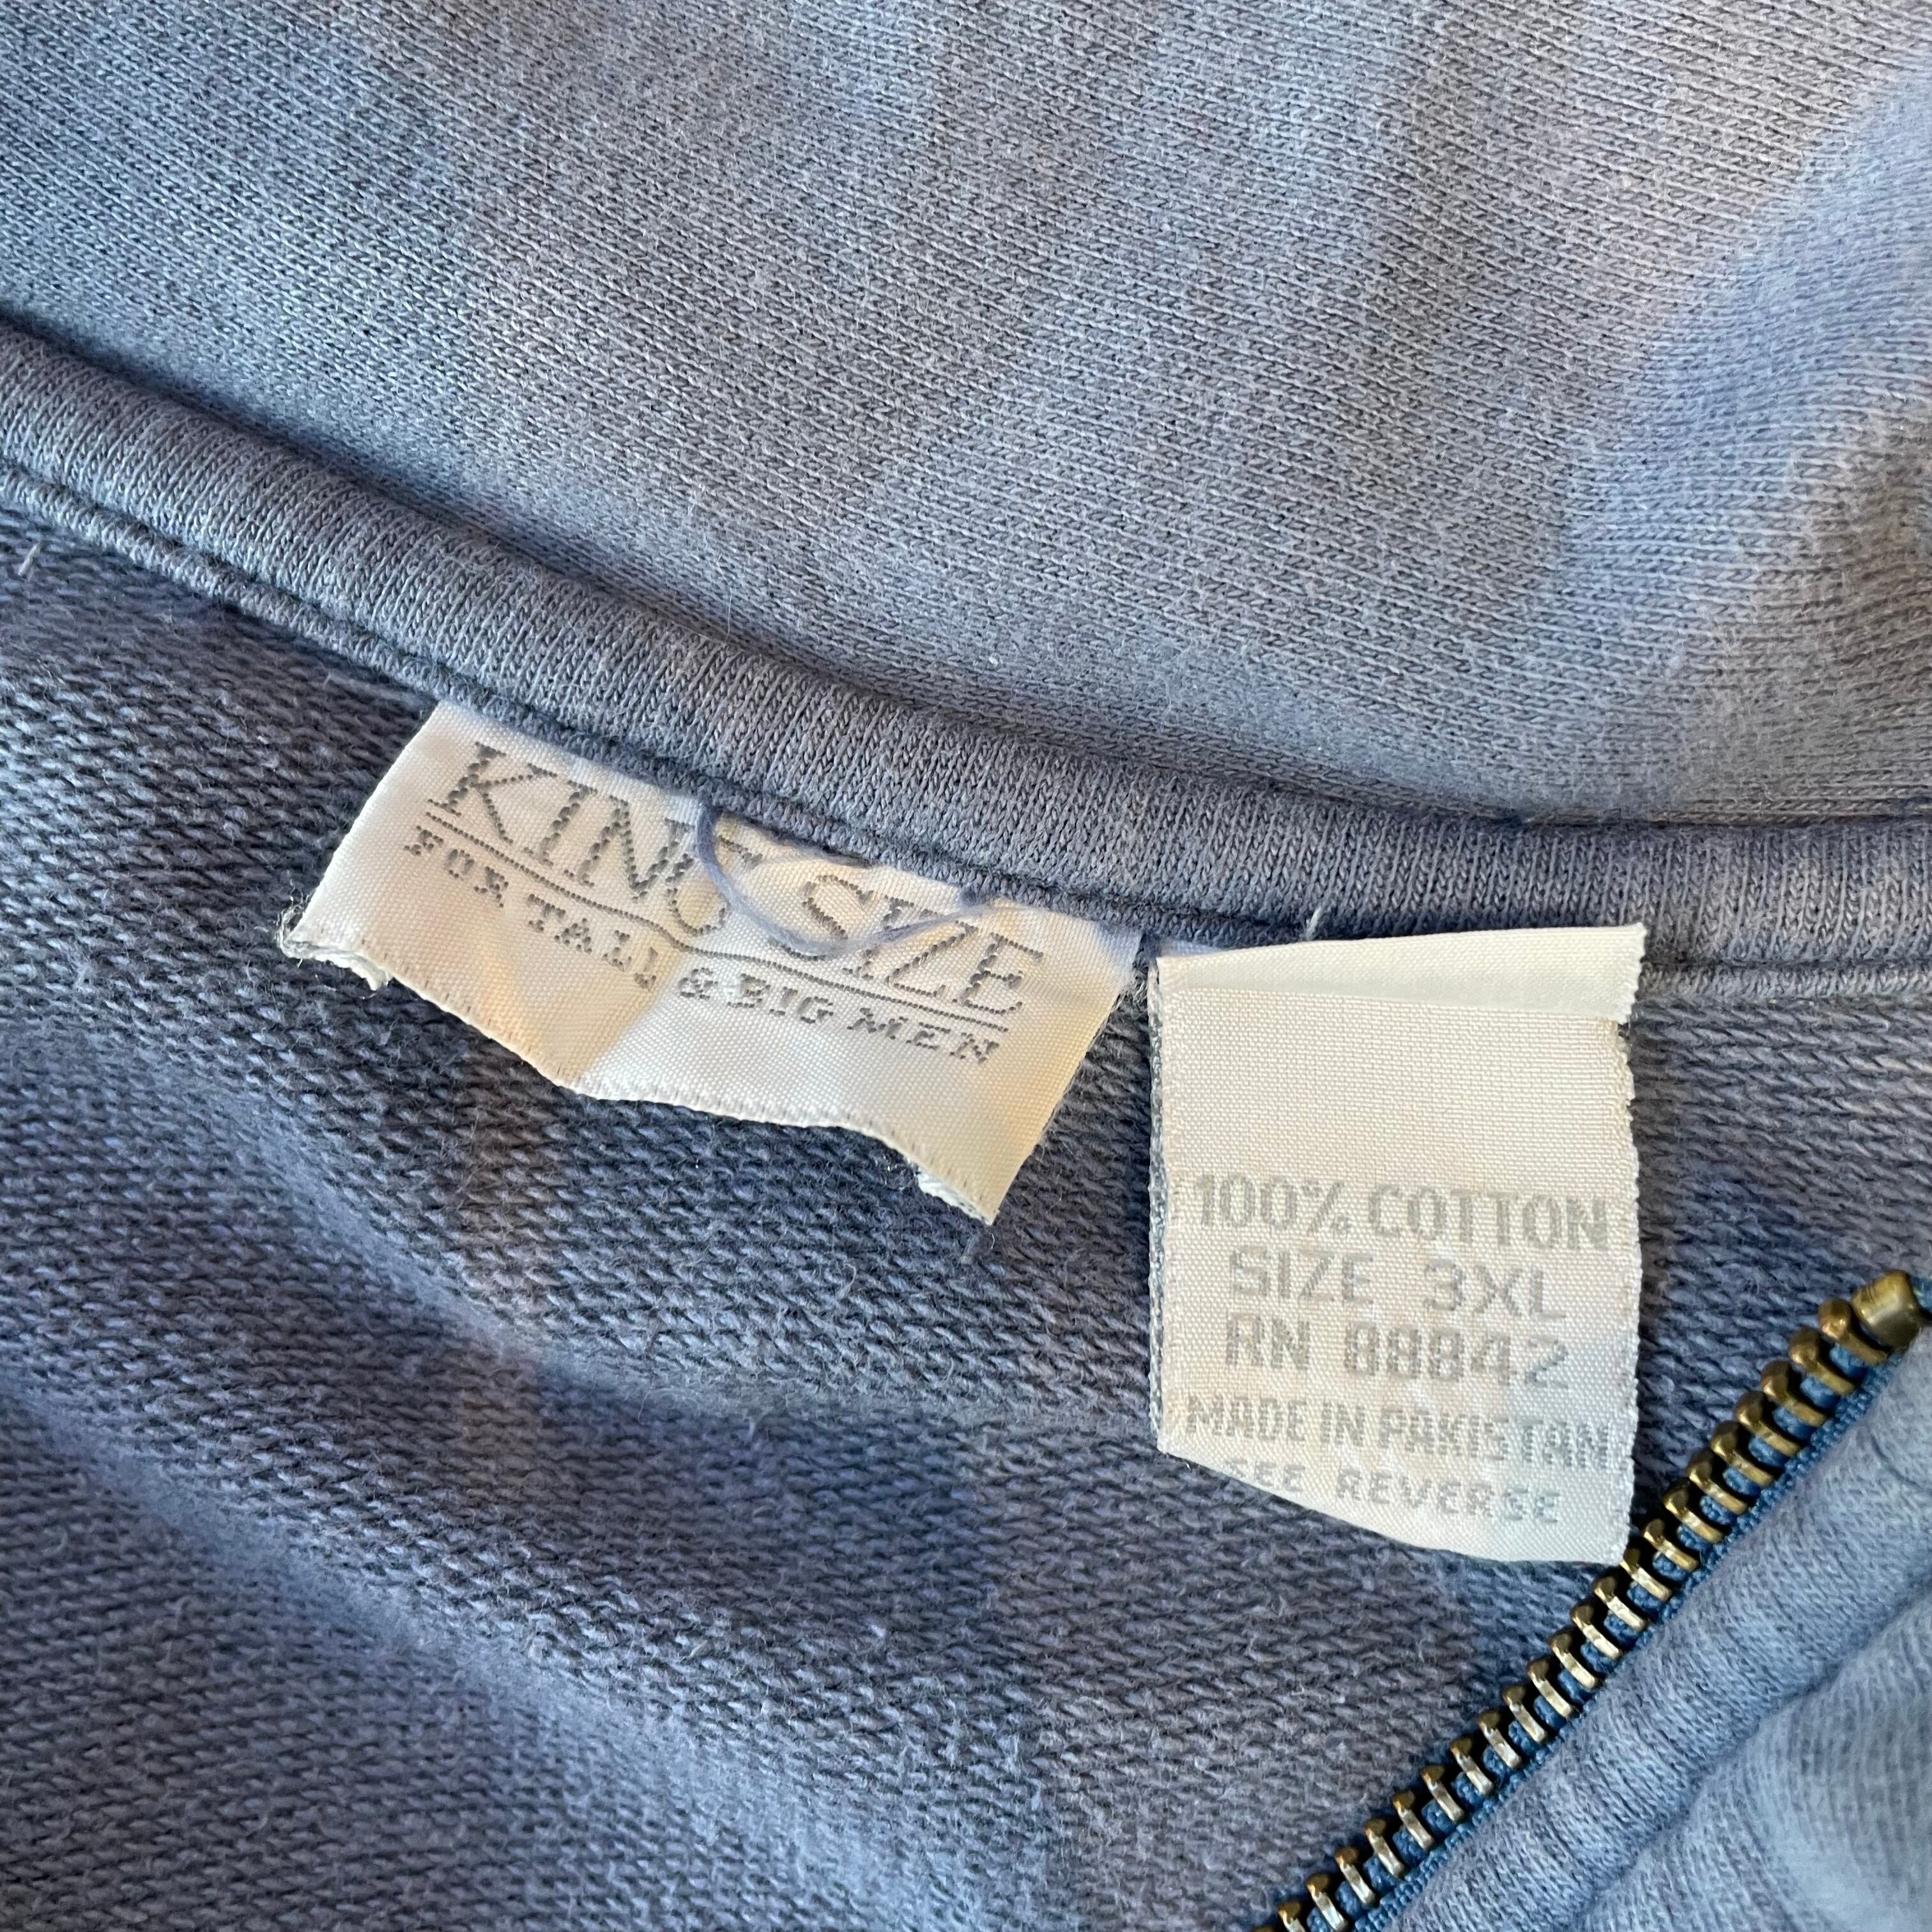 KING SIZE
FOR TALL & BIG MEN
100% COTTON
SIZE 3XL
RN 88842
MADE IN PAKISTAN
SEE REVERSE